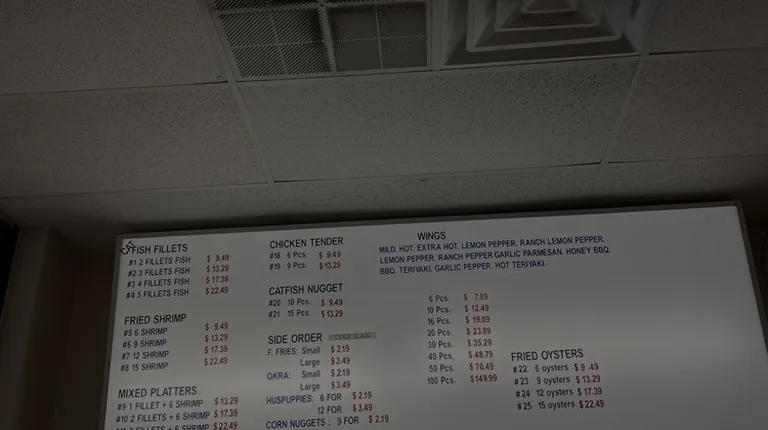 FISH FILLETS
#1 2 FILLETS FISH $ 9.49
#2 3 FILLETS FISH $ 13.29
#3 4 FILLETS FISH $ 17.39
#4 5 FILLETS FISH $ 22.49
FRIED SHRIMP
#5 6 SHRIMP $ 9.49
#6 9 SHRIMP $ 13.29
#7 12 SHRIMP $ 17.39
#8 15 SHRIMP $ 22.49
MIXED PLATTERS
#9 1 FILLET + 6 SHRIMP $ 13.29
#10 2 FILLETS + 6 SHRIMP $ 17.39
FILLETS + 6 SHRIMP $ 22.49
CHICKEN TENDER
#18 6 Pcs. $ 9.49
#19 9 Pcs. $ 13.29
CATFISH NUGGET
#20 10 Pcs. $ 9.49
#21 15 Pcs. $ 13.29
SIDE ORDER COLE SLAW
F. FRIES: Small $ 2.19
Large $ 3.49
OKRA: Small $ 2.19
Large $ 3.49
HUSPUPPIES: 6 FOR $ 2.19
12 FOR $ 3.49
CORN NUGGETS : 9 FOR $ 2.19
WINGS
MILD, HOT, EXTRA HOT, LEMON PEPPER, RANCH LEMON PEPPER,
LEMON PEPPER, RANCH PEPPER GARLIC PARMESAN, HONEY BBQ,
BBQ, TERIYAKI, GARLIC PEPPER, HOT TERIYAKI.
6 Pcs. $ 7.69
10 Pcs. $ 12.49
16 Pcs. $ 19.09
20 Pcs. $ 23.89
30 Pcs. $ 35.29
40 Pcs. $ 48.79
50 Pcs. $ 70.49
100 Pcs. $149.99
FRIED OYSTERS
#22 6 oysters $ 9 .49
#23 9 oysters $ 13.29
#24 12 oysters $ 17.39
#25 15 oysters $ 22.49